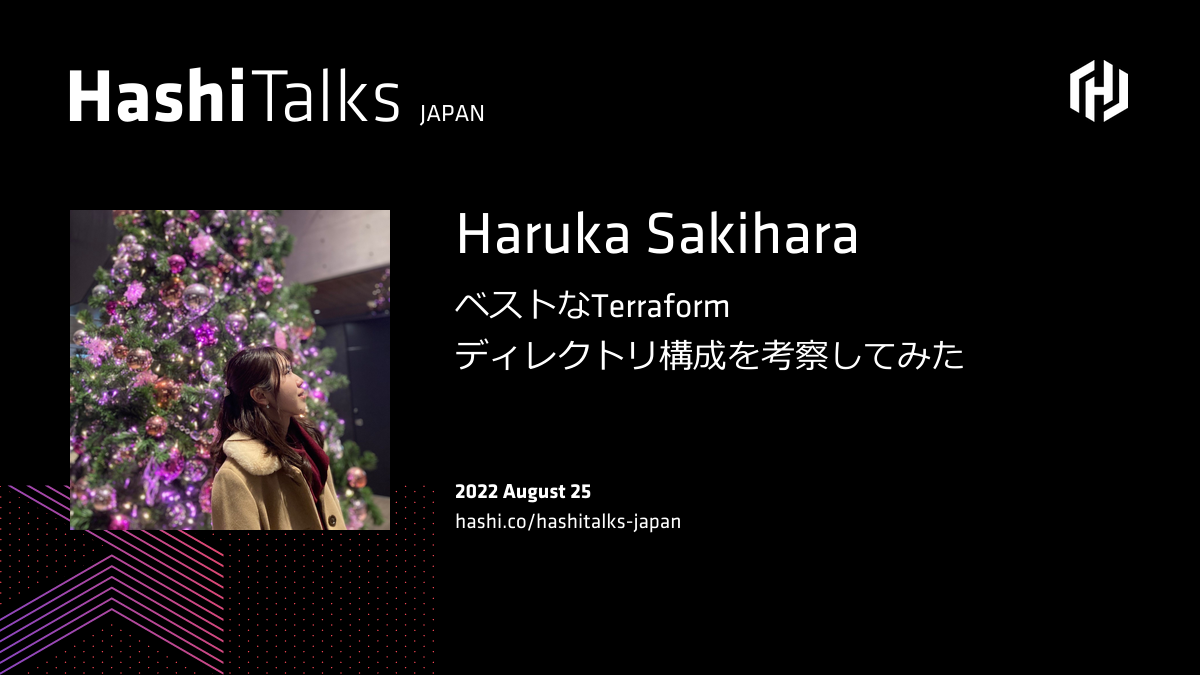 HashiTalks JAPAN
Haruka Sakihara
ベストなTerraform
ディレクトリ構成を考察してみた
2022 August 25
hashi.co/hashitalks-japan